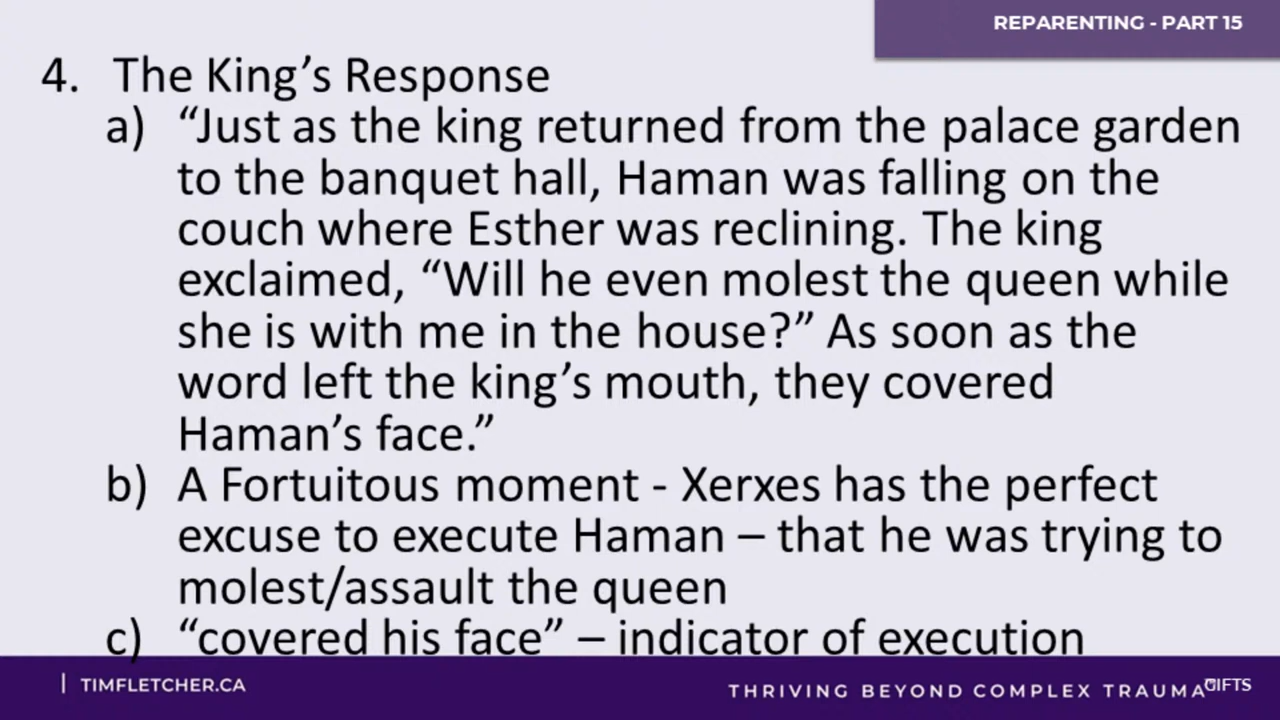 REPARENTING - PART 15
4. The King’s Response
a) “Just as the king returned from the palace garden
to the banquet hall, Haman was falling on the
couch where Esther was reclining. The king
exclaimed, “Will he even molest the queen while
she is with me in the house?” As soon as the
word left the king’s mouth, they covered
Haman’s face.”
b) A Fortuitous moment - Xerxes has the perfect
excuse to execute Haman – that he was trying to
molest/assault the queen
c) “covered his face” – indicator of execution
| TIMFLETCHER.CA
THRIVING BEYOND COMPLEX TRAUMA
GIFTS